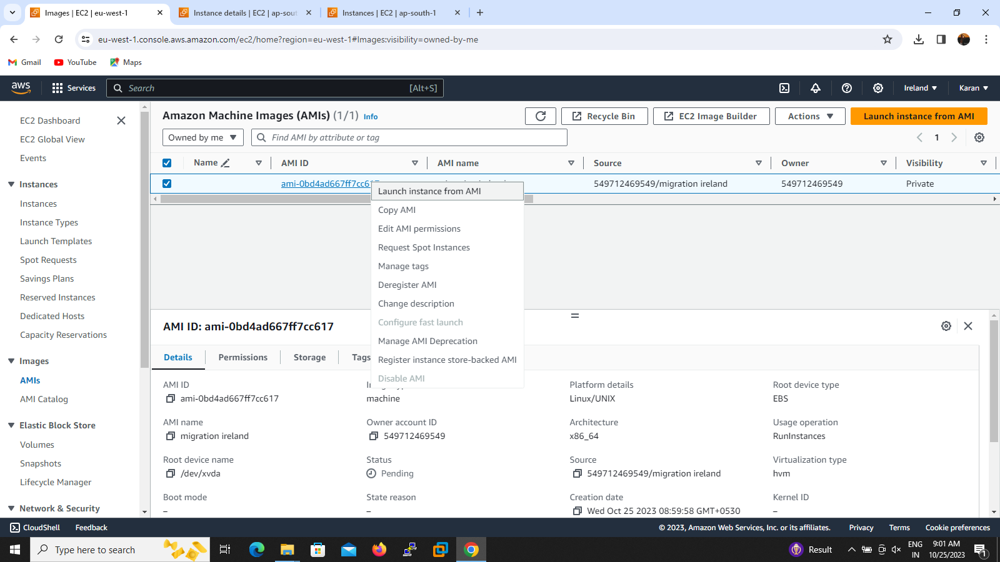 Images | EC2 | eu-west-1
Instance details | EC2 | ap-sout
Instances | EC2 | ap-south-1
eu-west-1.console.aws.amazon.com/ec2/home?region=eu-west-1#Images:visibility=owned-by-me
Gmail
YouTube
Maps
aws
Services
Search
[Alt+S]
Ireland
Karan
EC2 Dashboard
EC2 Global View
Events
Instances
Instances
Instance Types
Launch Templates
Spot Requests
Savings Plans
Reserved Instances
Dedicated Hosts
Capacity Reservations
Images
AMIs
AMI Catalog
Elastic Block Store
Volumes
Snapshots
Lifecycle Manager
Network & Security
Amazon Machine Images (AMIs) (1/1) Info
Recycle Bin
EC2 Image Builder
Actions
Launch instance from AMI
Owned by me
Find AMI by attribute or tag
1
Name
AMI ID
AMI name
Source
Owner
Visibility
ami-0bd4ad667ff7cc61
549712469549/migration ireland
549712469549
Private
Launch instance from AMI
Copy AMI
Edit AMI permissions
Request Spot Instances
Manage tags
Deregister AMI
Change description
Configure fast launch
Manage AMI Deprecation
Register instance store-backed AMI
Disable AMI
AMI ID: ami-0bd4ad667ff7cc617
Details
Permissions
Storage
Tags
AMI ID
ami-0bd4ad667ff7cc617
machine
Platform details
Linux/UNIX
Root device type
EBS
AMI name
migration ireland
Owner account ID
549712469549
Architecture
x86_64
Usage operation
RunInstances
Root device name
/dev/xvda
Status
Pending
Source
549712469549/migration ireland
Virtualization type
hvm
Boot mode
–
State reason
–
Creation date
Wed Oct 25 2023 08:59:58 GMT+0530
Kernel ID
–
CloudShell
Feedback
© 2023, Amazon Web Services, Inc. or its affiliates.
Privacy
Terms
Cookie preferences
Type here to search
Result
ENG
IN
9:01 AM
10/25/2023
1